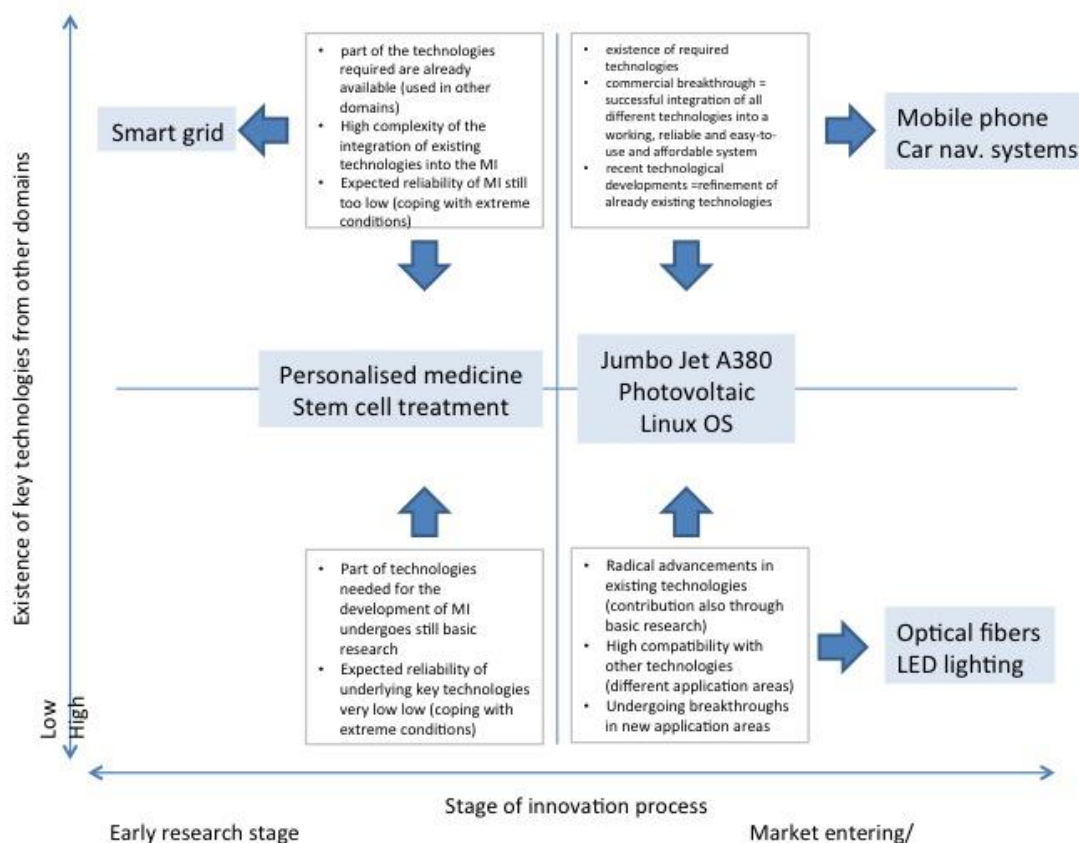 • part of the technologies
required are already
available (used in other
domains)
• High complexity of the
integration of existing
technologies into the MI
• Expected reliability of MI still
too low (coping with extreme
conditions)
• existence of required
technologies
• commercial breakthrough =
successful integration of all
different technologies into a
working, reliable and easy-to-
use and affordable system
• recent technological
developments =refinement of
already existing technologies
Smart grid
Mobile phone
Car nav. systems
Existence of key technologies from other domains
Personalised medicine
Stem cell treatment
Jumbo Jet A380
Photovoltaic
Linux OS
• Part of technologies
needed for the
development of MI
undergoes still basic
research
• Expected reliability of
underlying key technologies
very low low (coping with
extreme conditions)
• Radical advancements in
existing technologies
(contribution also through
basic research)
• High compatibility with
other technologies
(different application areas)
• Undergoing breakthroughs
in new application areas
Optical fibers
LED lighting
Low
High
Stage of innovation process
Early research stage
Market entering/